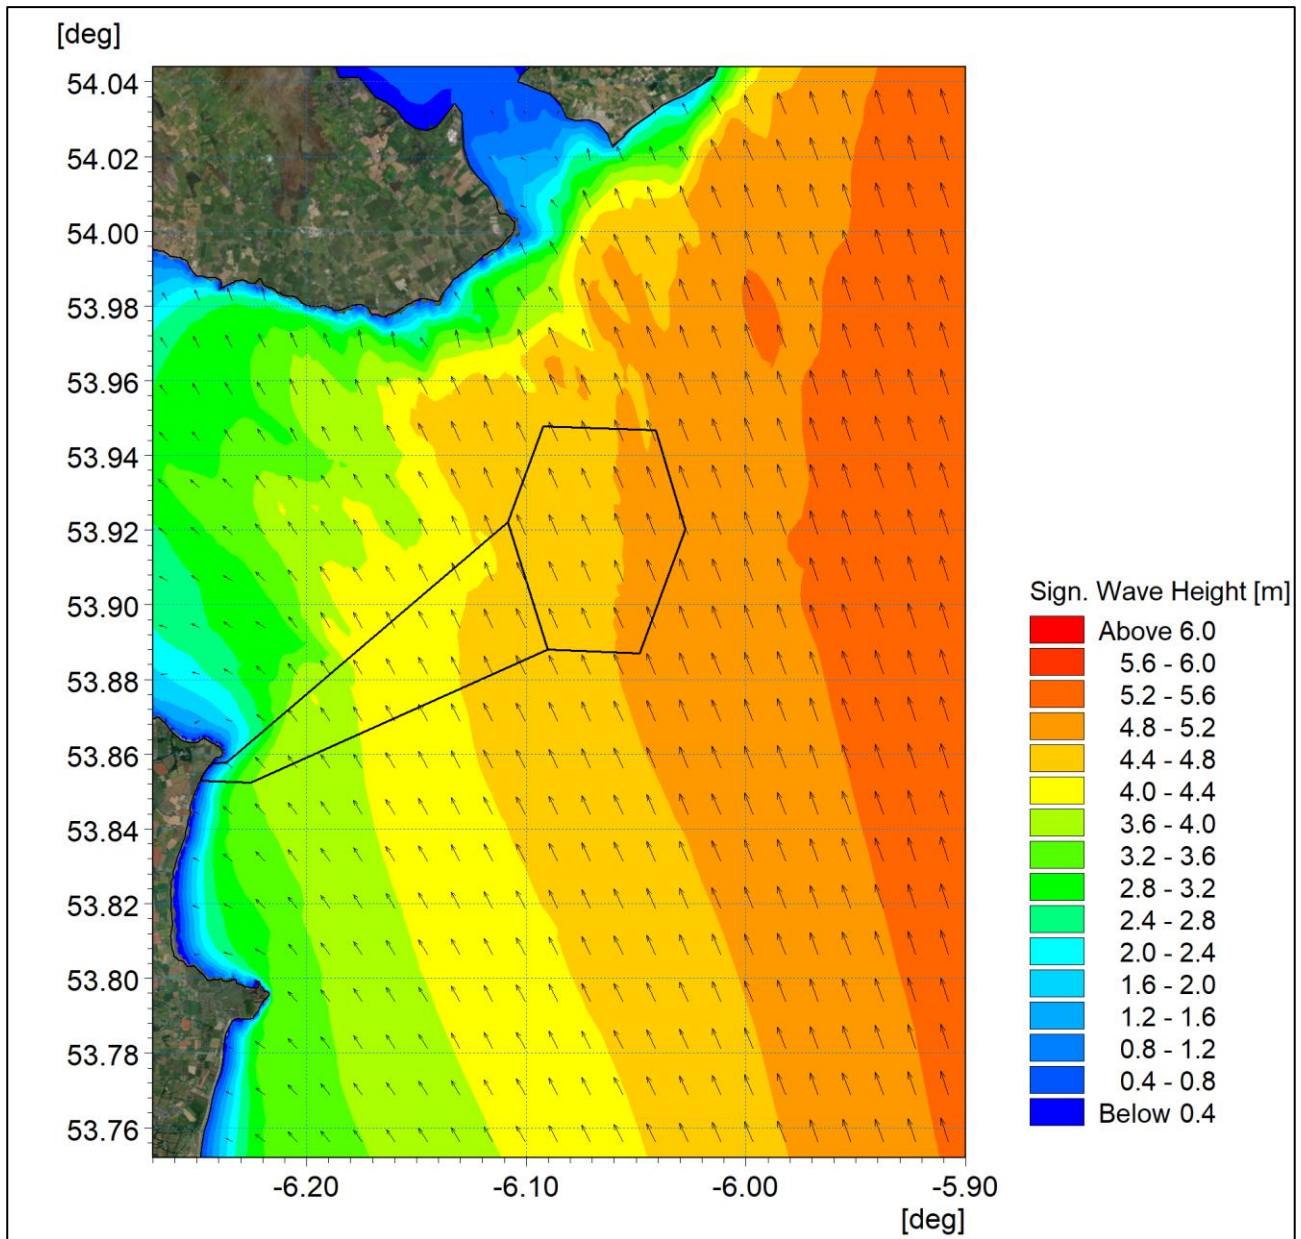 [deg]
54.04
54.02
54.00
53.98
53.96
53.94
53.92
53.90
53.88
53.86
53.84
53.82
53.80
53.78
53.76
-6.20
-6.10
-6.00
-5.90
[deg]
Sign. Wave Height [m]
Above 6.0
5.6 - 6.0
5.2 - 5.6
4.8 - 5.2
4.4 - 4.8
4.0 - 4.4
3.6 - 4.0
3.2 - 3.6
2.8 - 3.2
2.4 - 2.8
2.0 - 2.4
1.6 - 2.0
1.2 - 1.6
0.8 - 1.2
0.4 - 0.8
Below 0.4